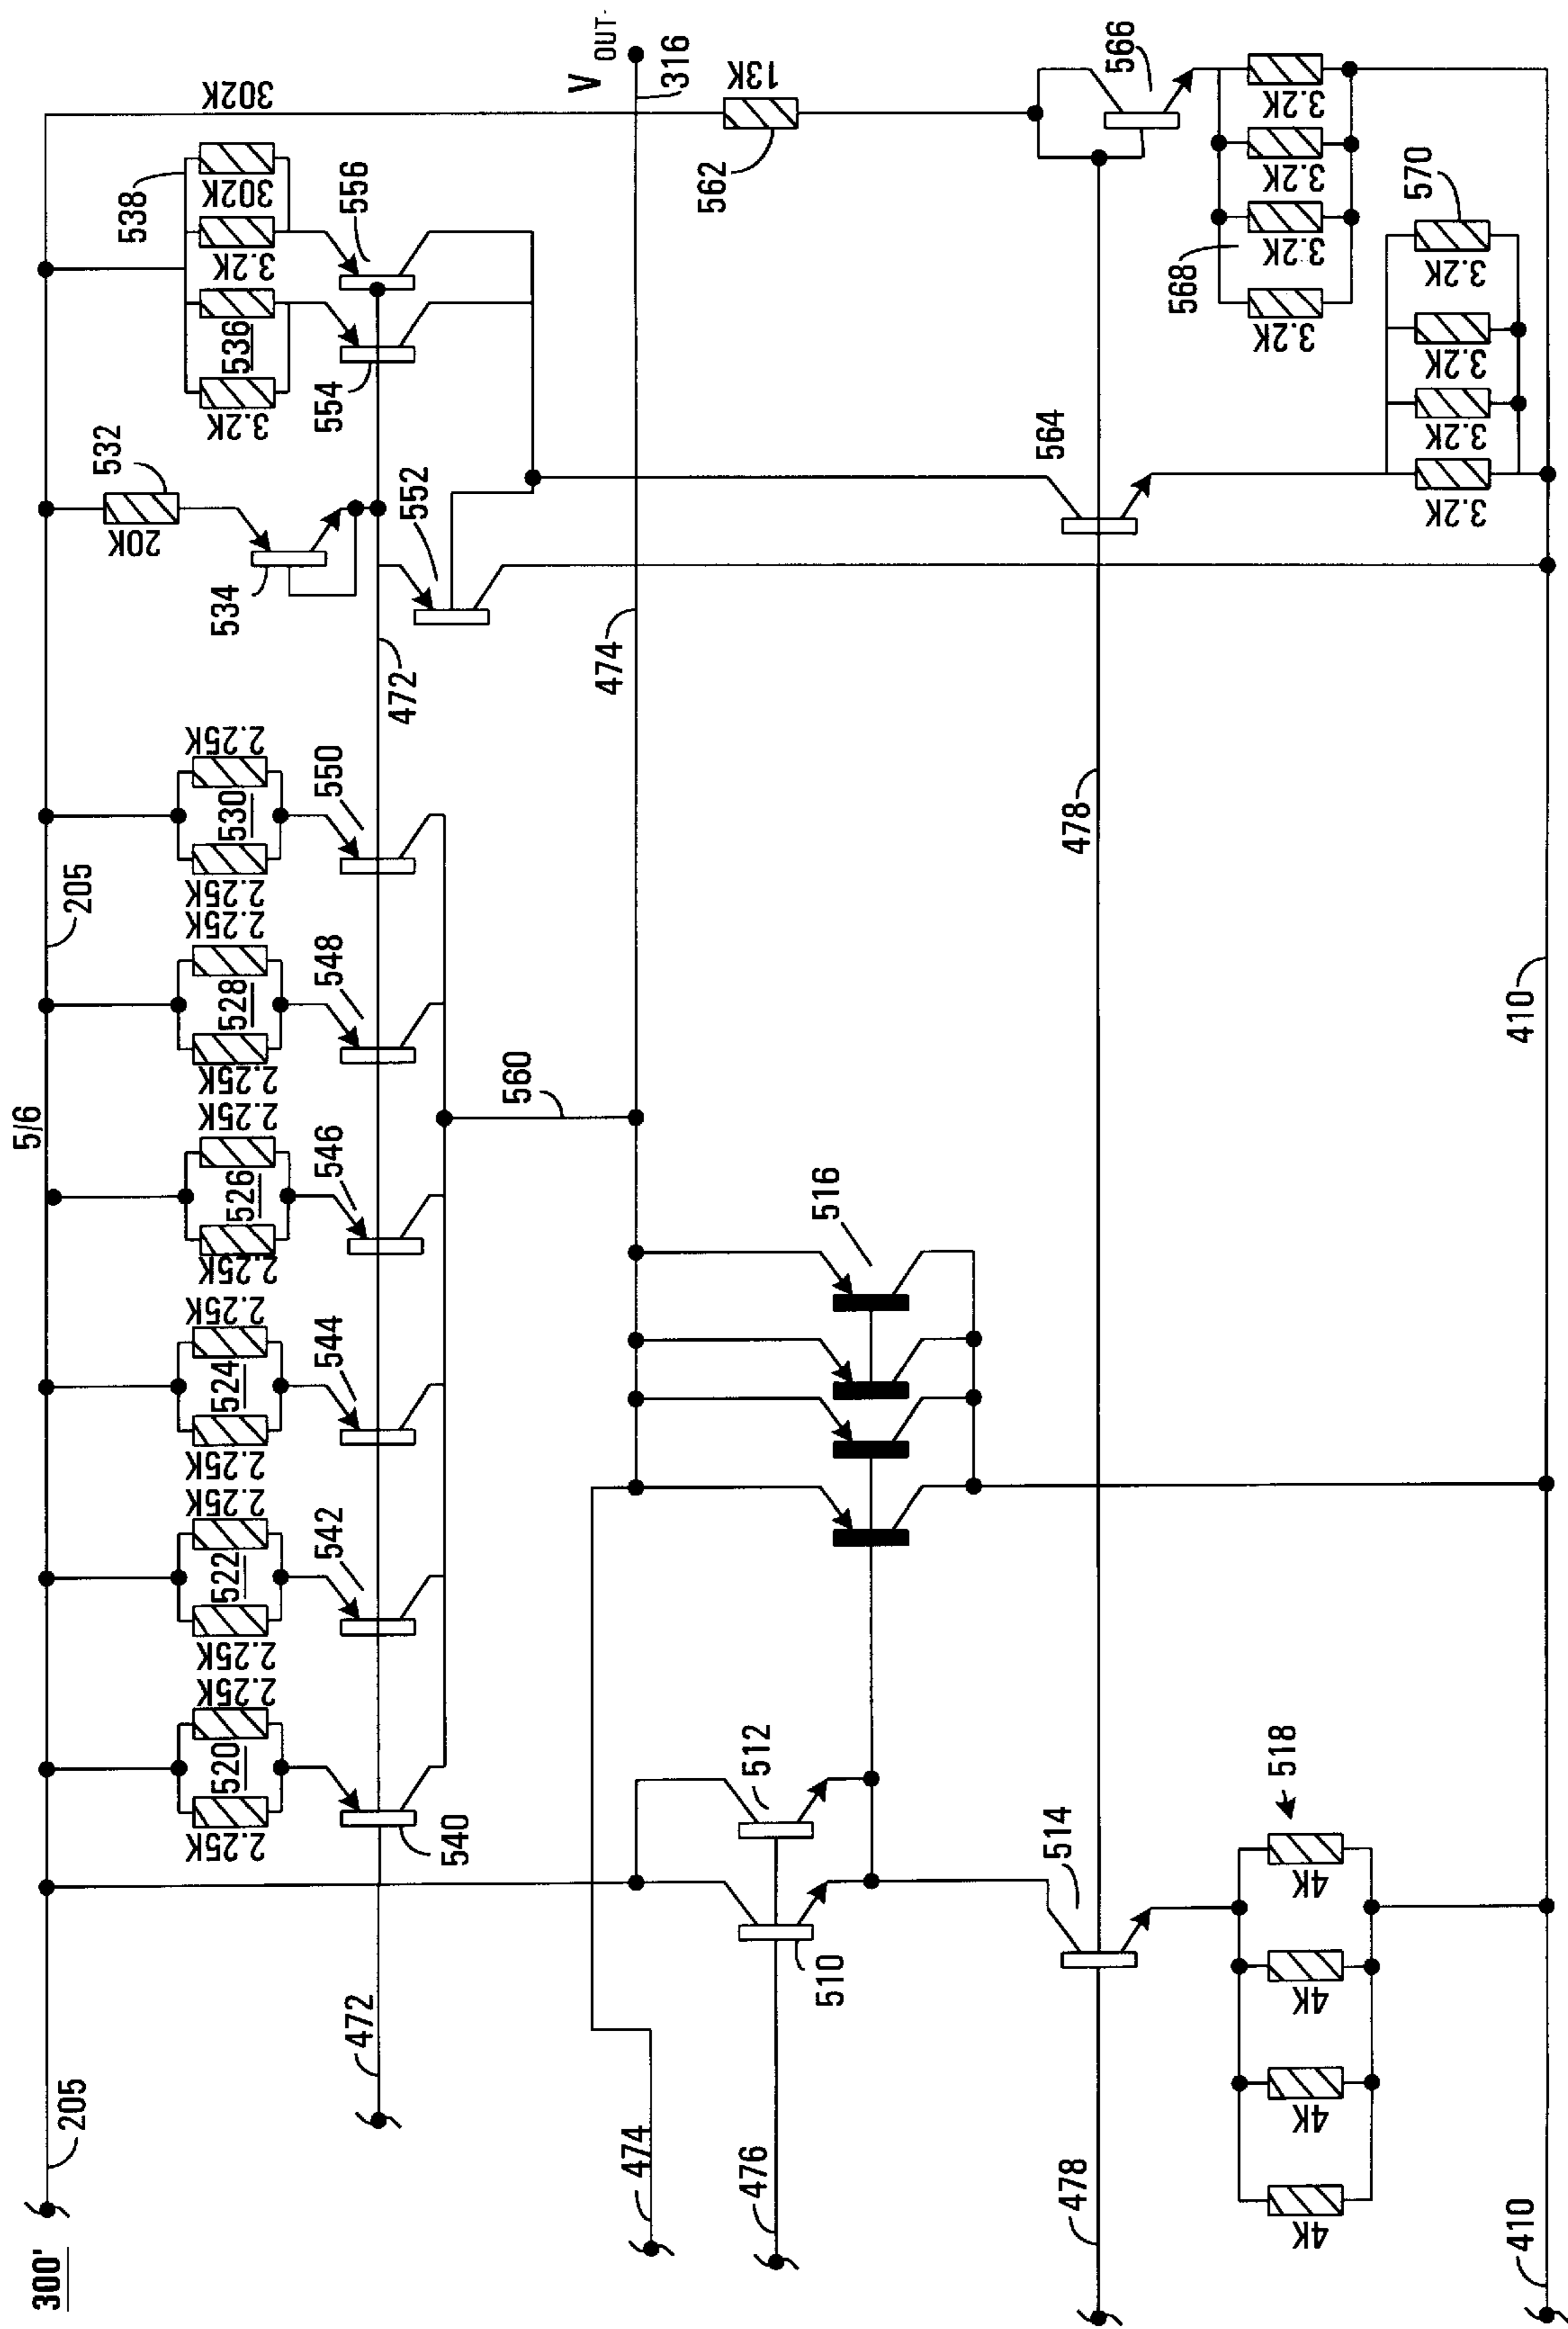 300'
205
5/6
205
302K
V OUT
316
13K
562
566
3.2K
3.2K
3.2K
3.2K
568
570
3.2K
3.2K
3.2K
3.2K
538
302K
3.2K
536
3.2K
556
554
532
20K
534
552
472
474
564
478
2.25K
530
2.25K
550
2.25K
528
2.25K
548
2.25K
526
2.25K
546
2.25K
524
2.25K
544
2.25K
522
2.25K
542
2.25K
520
2.25K
540
560
516
512
510
514
518
4K
4K
4K
4K
472
474
476
478
410
410